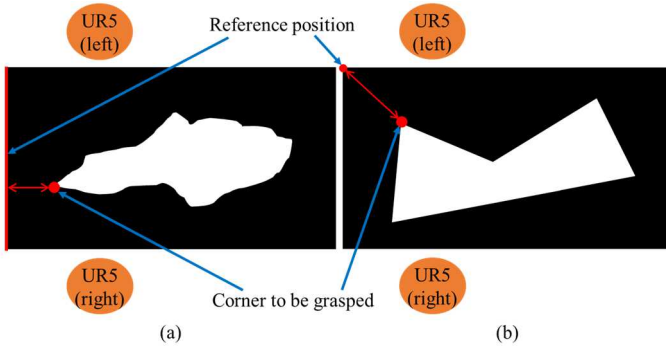 UR5
(left)
Reference position
UR5
(left)
UR5
(right)
Corner to be grasped
UR5
(right)
(a)
(b)